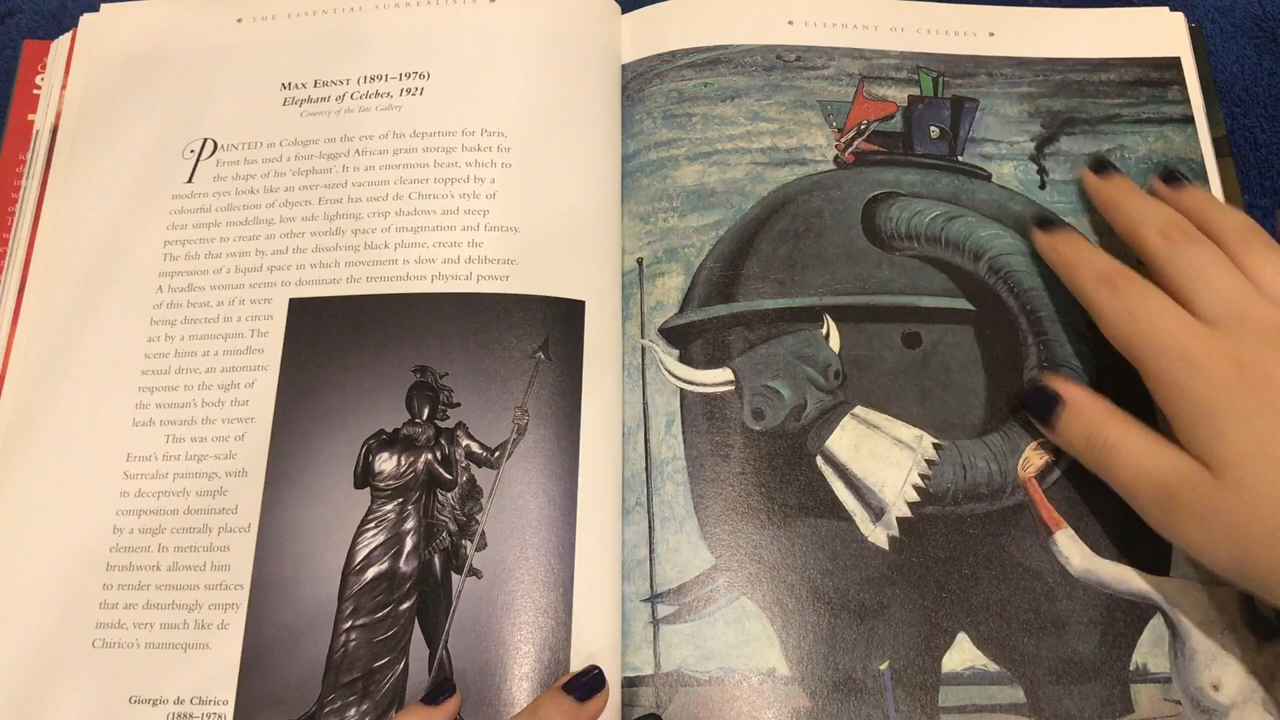 THE ESSENTIAL SURREALISTS
MAX ERNST (1891–1976)
Elephant of Celebes, 1921
Courtesy of the Tate Gallery
PAINTED in Cologne on the eve of his departure for Paris,
Ernst has used a four-legged African grain storage basket for
the shape of his 'elephant'. It is an enormous beast, which to
modern eyes looks like an over-sized vacuum cleaner topped by a
colourful collection of objects. Ernst has used de Chirico's style of
clear simple modelling, low side lighting, crisp shadows and steep
perspective to create an other worldly space of imagination and fantasy.
The fish that swim by, and the dissolving black plume, create the
impression of a liquid space in which movement is slow and deliberate.
A headless woman seems to dominate the tremendous physical power
of this beast, as if it were
being directed in a circus
act by a mannequin. The
scene hints at a mindless
sexual drive, an automatic
response to the sight of
the woman's body that
leads towards the viewer.
This was one of
Ernst's first large-scale
Surrealist paintings, with
its deceptively simple
composition dominated
by a single centrally placed
element. Its meticulous
brushwork allowed him
to render sensuous surfaces
that are disturbingly empty
inside, very much like de
Chirico's mannequins.
Giorgio de Chirico
(1888–1978)
ELEPHANT OF CELEBES